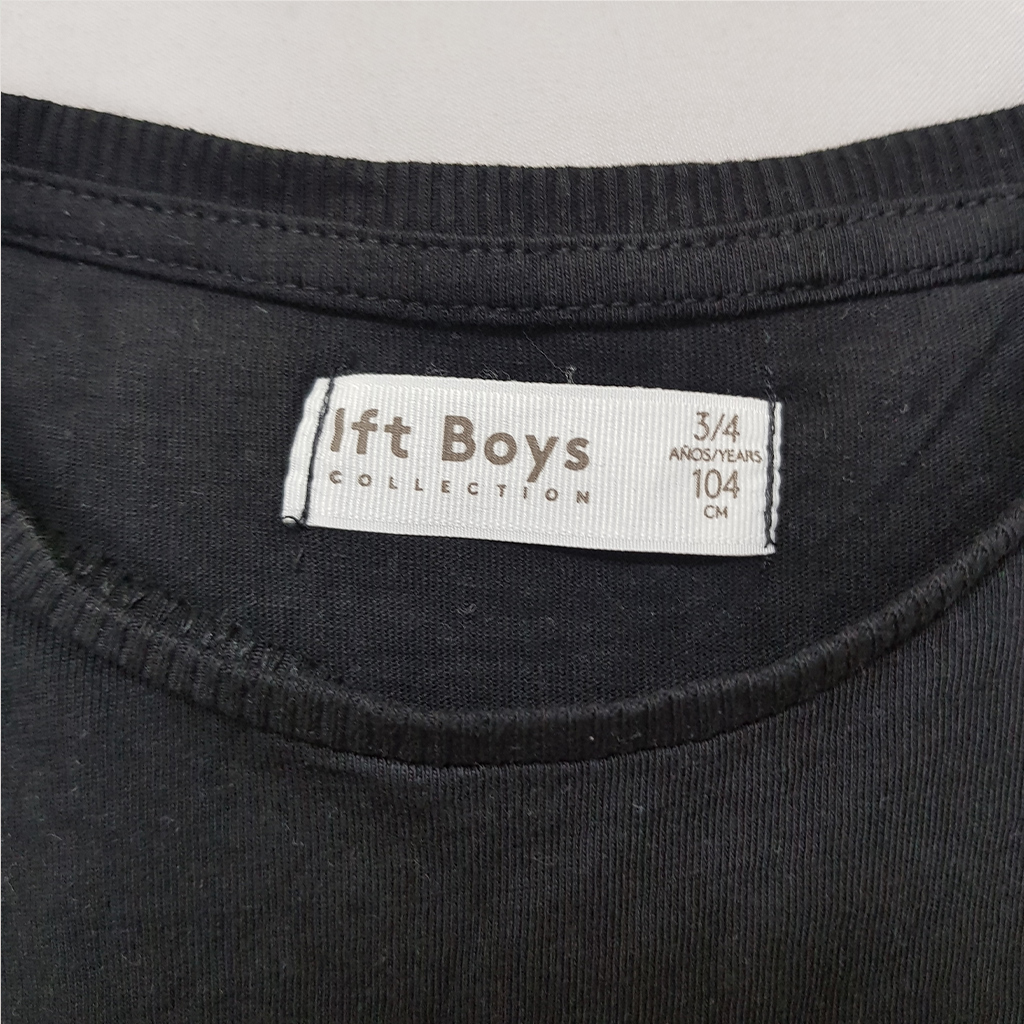 lft Boys
COLLECTION
3/4
AÑOS/YEARS
104
CM